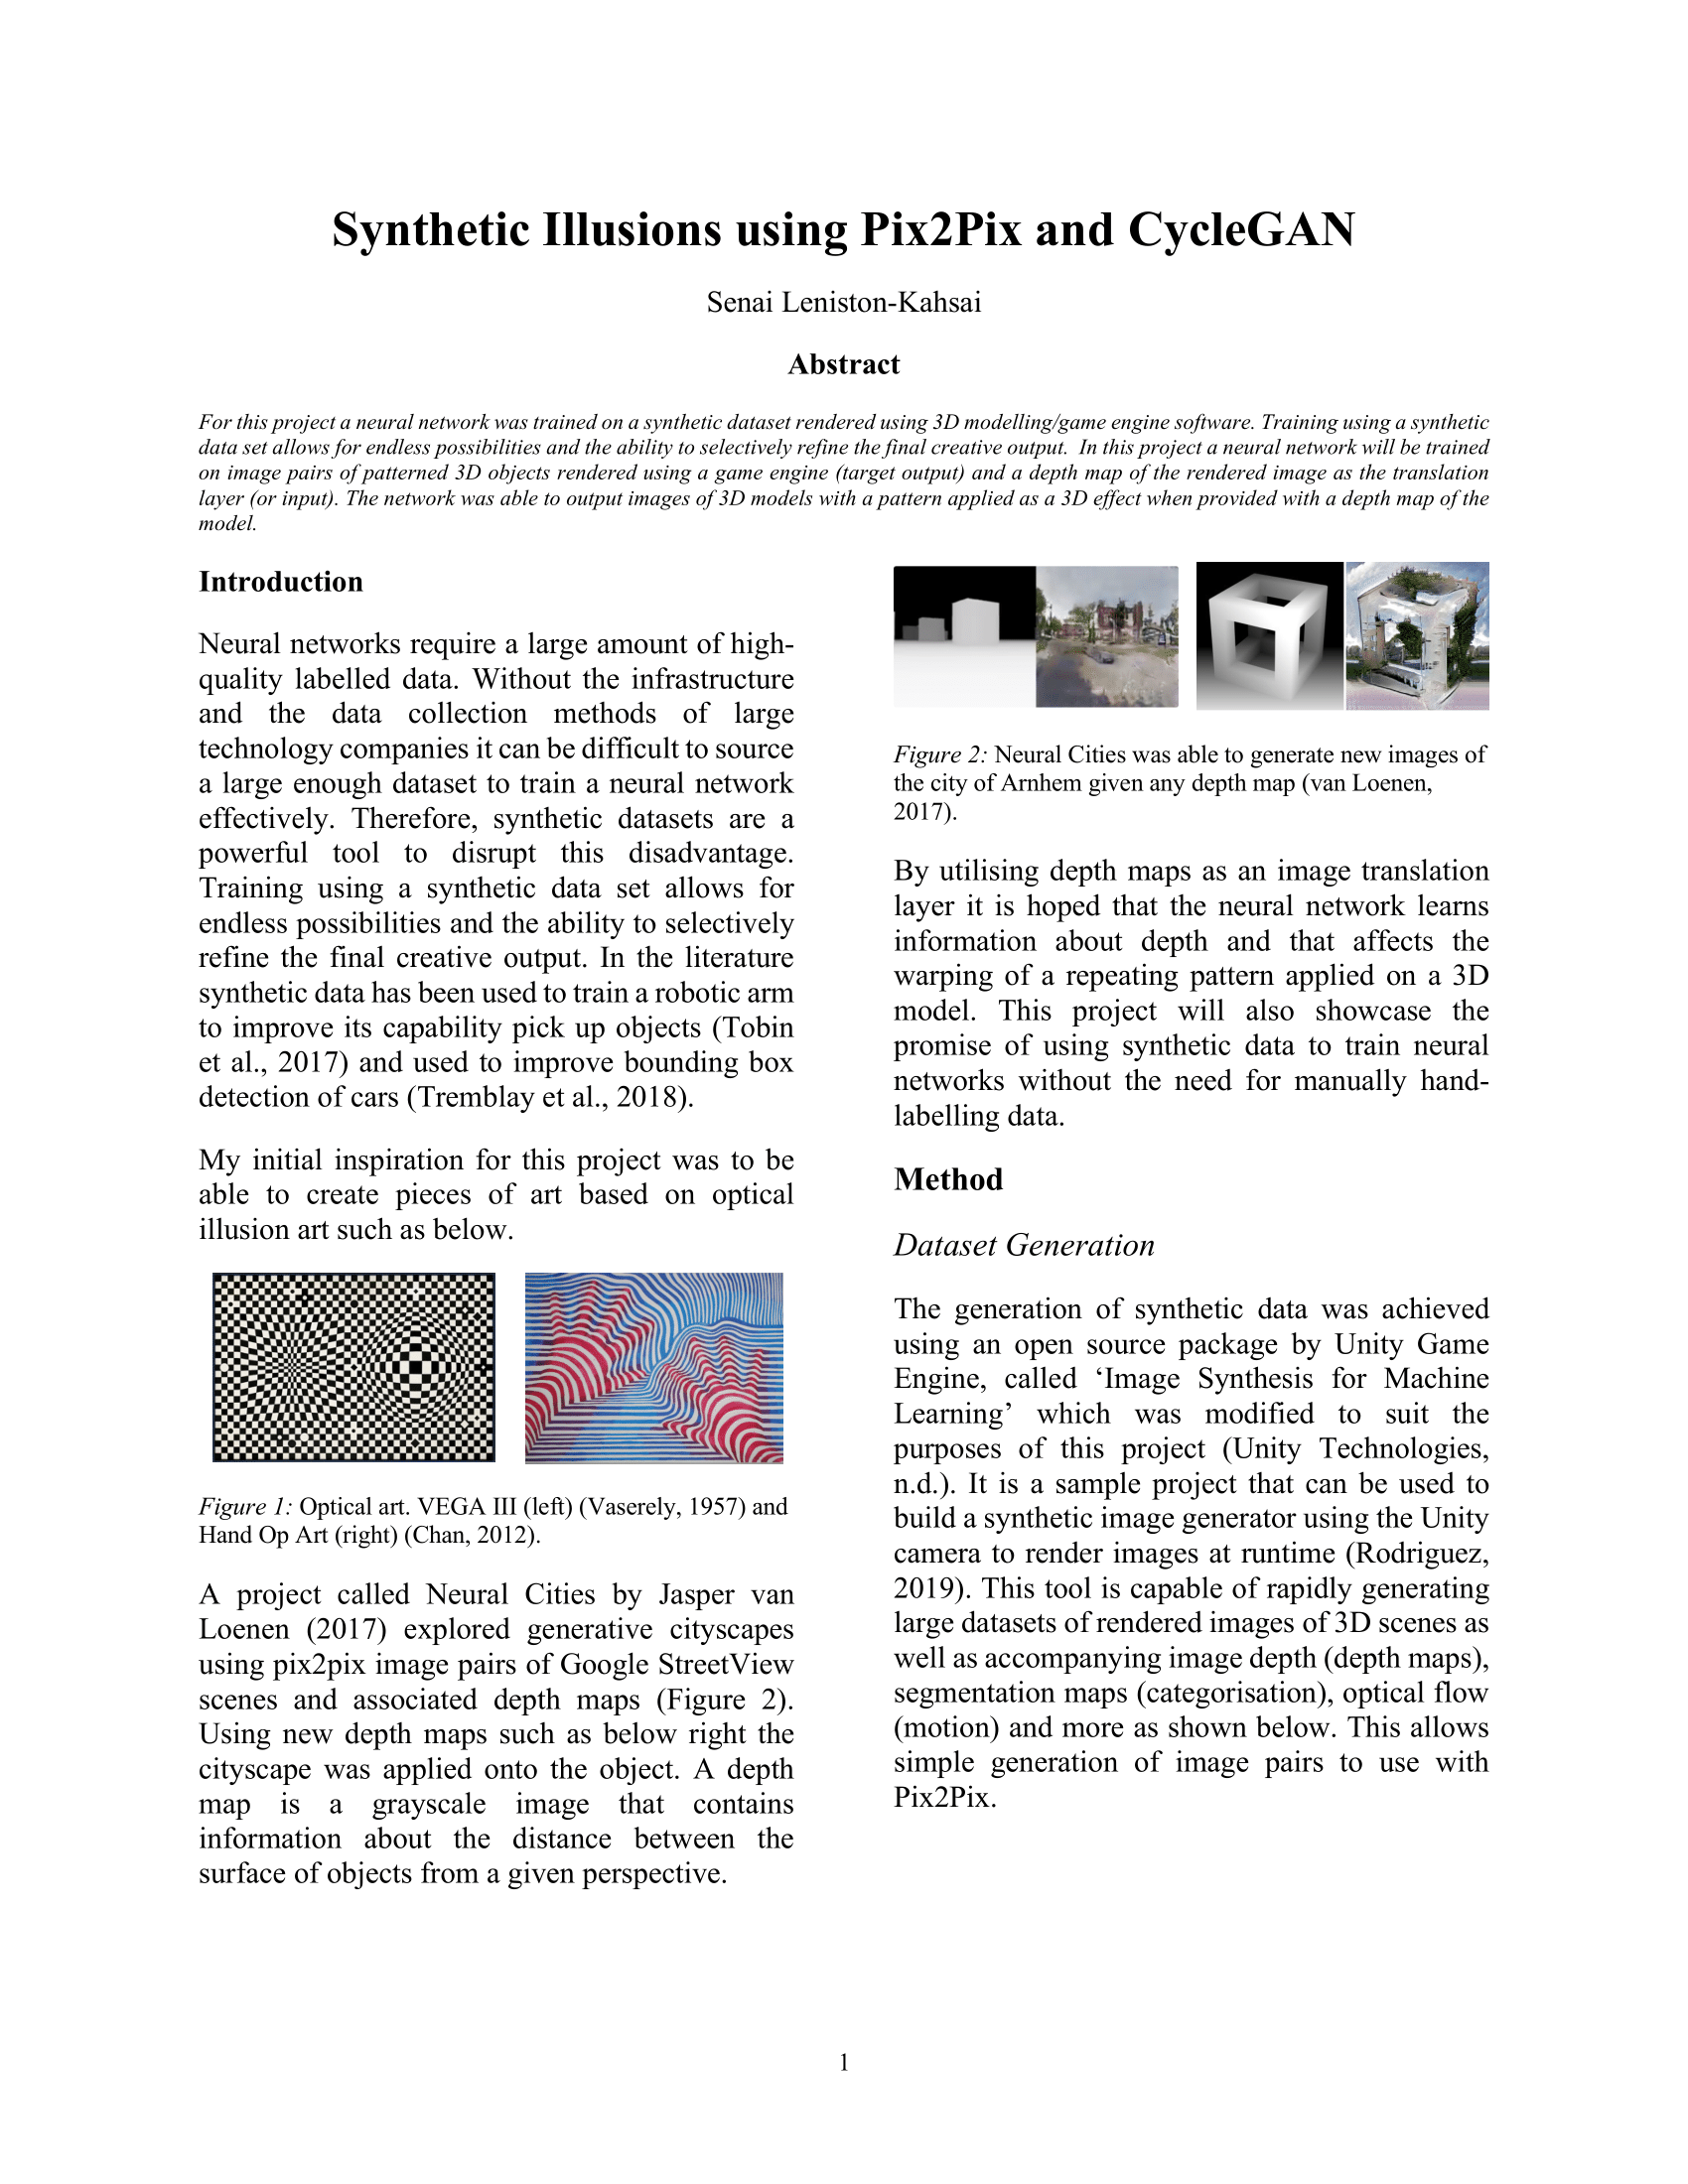 Synthetic Illusions using Pix2Pix and CycleGAN
Senai Leniston-Kahsai
Abstract
For this project a neural network was trained on a synthetic dataset rendered using 3D modelling/game engine software. Training using a synthetic
data set allows for endless possibilities and the ability to selectively refine the final creative output.  In this project a neural network will be trained
on image pairs of patterned 3D objects rendered using a game engine (target output) and a depth map of the rendered image as the translation
layer (or input). The network was able to output images of 3D models with a pattern applied as a 3D effect when provided with a depth map of the
model.
Introduction
Neural networks require a large amount of high-
quality labelled data. Without the infrastructure
and the data collection methods of large
technology companies it can be difficult to source
a large enough dataset to train a neural network
effectively. Therefore, synthetic datasets are a
powerful tool to disrupt this disadvantage.
Training using a synthetic data set allows for
endless possibilities and the ability to selectively
refine the final creative output. In the literature
synthetic data has been used to train a robotic arm
to improve its capability pick up objects (Tobin
et al., 2017) and used to improve bounding box
detection of cars (Tremblay et al., 2018).
My initial inspiration for this project was to be
able to create pieces of art based on optical
illusion art such as below.
Figure 1: Optical art. VEGA III (left) (Vaserely, 1957) and
Hand Op Art (right) (Chan, 2012).
A project called Neural Cities by Jasper van
Loenen (2017) explored generative cityscapes
using pix2pix image pairs of Google StreetView
scenes and associated depth maps (Figure 2).
Using new depth maps such as below right the
cityscape was applied onto the object. A depth
map is a grayscale image that contains
information about the distance between the
surface of objects from a given perspective.
Figure 2: Neural Cities was able to generate new images of
the city of Arnhem given any depth map (van Loenen,
2017).
By utilising depth maps as an image translation
layer it is hoped that the neural network learns
information about depth and that affects the
warping of a repeating pattern applied on a 3D
model. This project will also showcase the
promise of using synthetic data to train neural
networks without the need for manually hand-
labelling data.
Method
Dataset Generation
The generation of synthetic data was achieved
using an open source package by Unity Game
Engine, called ‘Image Synthesis for Machine
Learning’ which was modified to suit the
purposes of this project (Unity Technologies,
n.d.). It is a sample project that can be used to
build a synthetic image generator using the Unity
camera to render images at runtime (Rodriguez,
2019). This tool is capable of rapidly generating
large datasets of rendered images of 3D scenes as
well as accompanying image depth (depth maps),
segmentation maps (categorisation), optical flow
(motion) and more as shown below. This allows
simple generation of image pairs to use with
Pix2Pix.
1